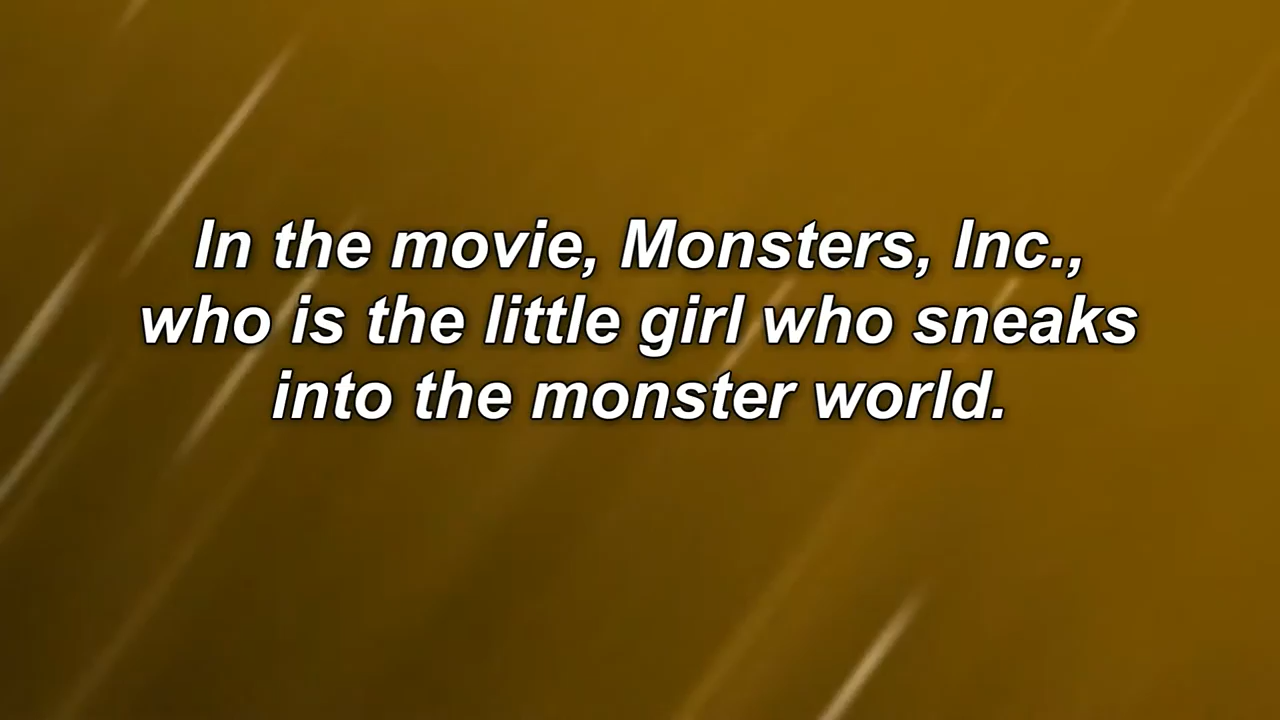 In the movie, Monsters, Inc.,
who is the little girl who sneaks
into the monster world.